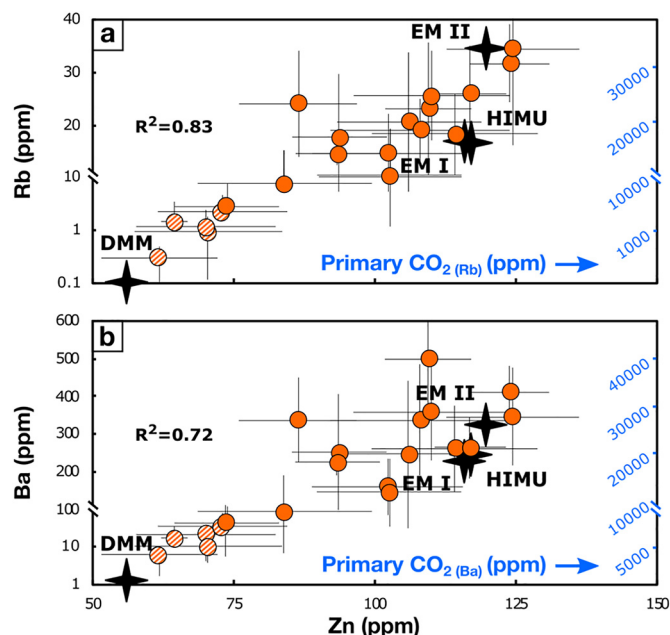 a
Rb (ppm)
40
30
20
10
1
0.1
R²=0.83
EM II
HIMU
EM I
DMM
30000
20000
10000
1000
Primary CO₂ (Rb) (ppm)
b
Ba (ppm)
600
500
400
300
200
100
10
1
R²=0.72
EM II
EM I
HIMU
DMM
40000
30000
20000
10000
5000
Primary CO₂ (Ba) (ppm)
50
75
100
125
150
Zn (ppm)